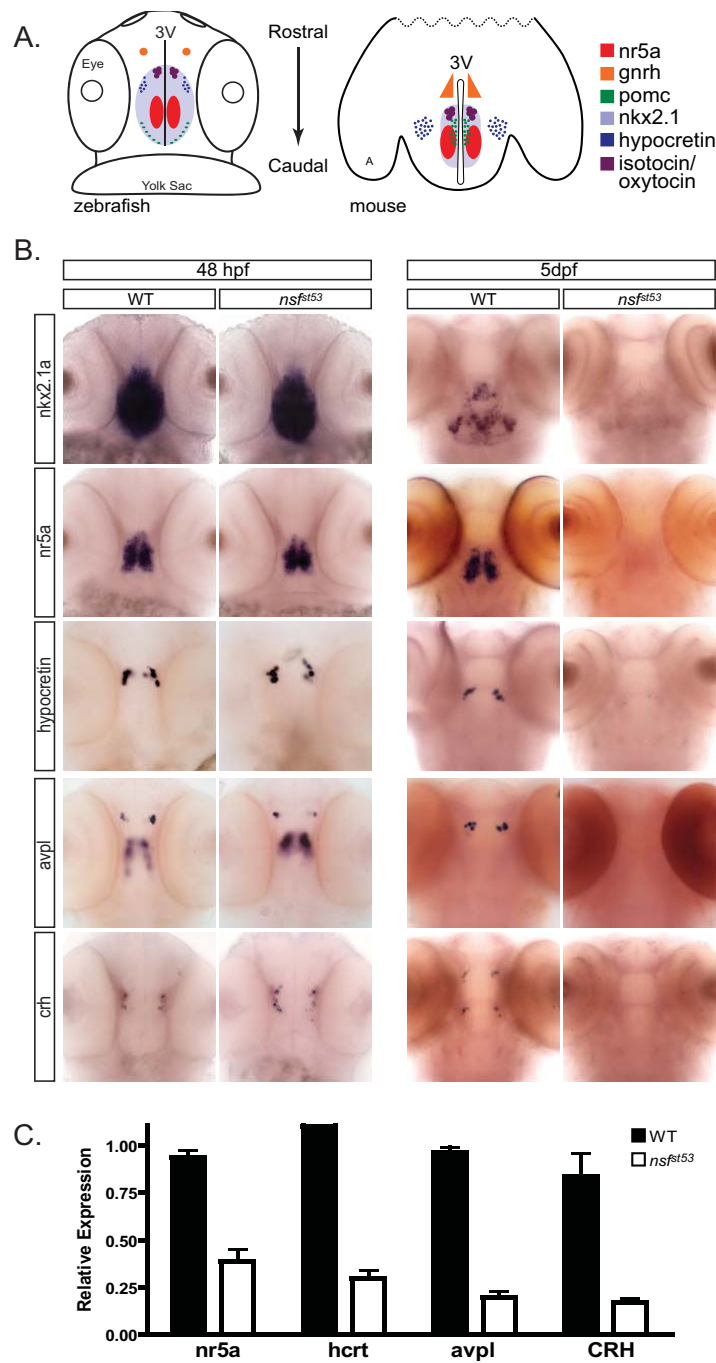 A.
3V
Eye
Yolk Sac
zebrafish
Rostral
Caudal
3V
A
mouse
nr5a
gnrh
pomc
nkx2.1
hypocretin
isotocin/
oxytocin
B.
48 hpf
5dpf
WT
nsfst53
WT
nsfst53
nkx2.1a
nr5a
hypocretin
avpl
crh
C.
WT
nsfst53
Relative Expression
1.00
0.75
0.50
0.25
0.00
nr5a
hcrt
avpl
CRH